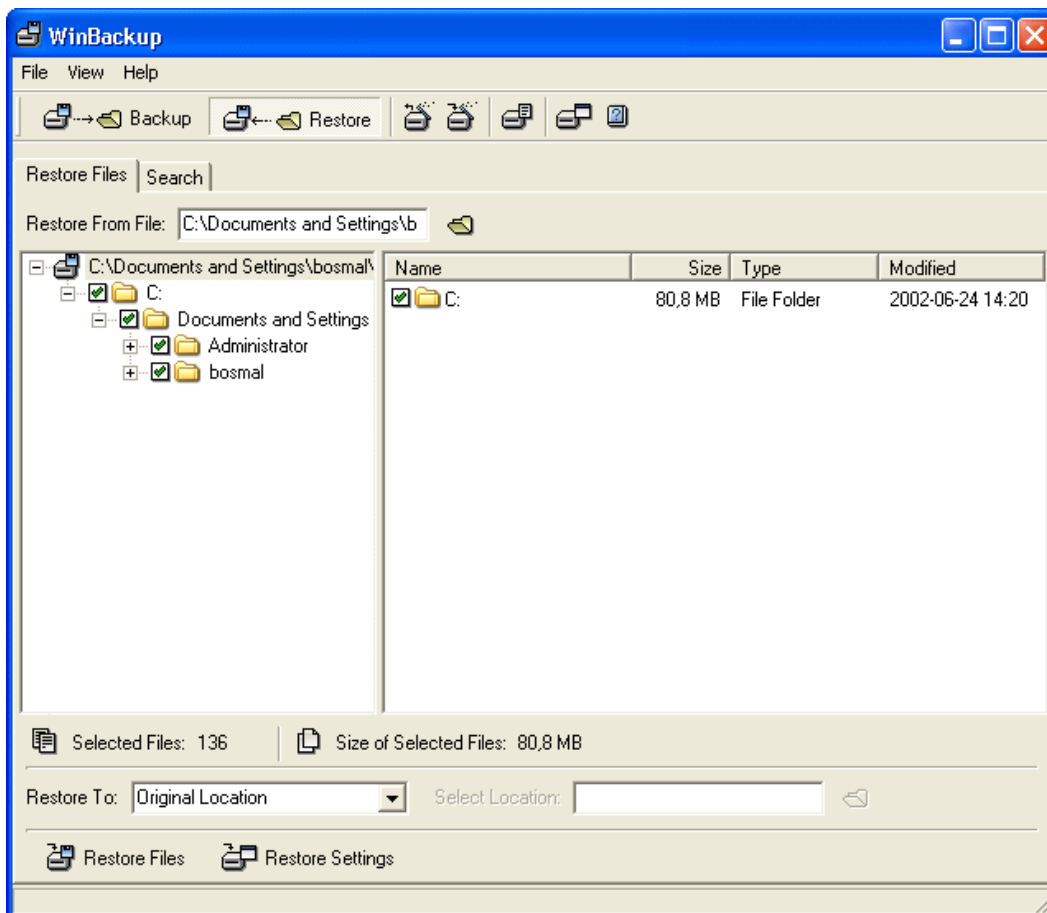 WinBackup
File View Help
Backup Restore
Restore Files Search
Restore From File: C:\Documents and Settings\b
C:\Documents and Settings\bosmal\
C:
Documents and Settings
Administrator
bosmal
Name Size Type Modified
C: 80,8 MB File Folder 2002-06-24 14:20
Selected Files: 136 Size of Selected Files: 80,8 MB
Restore To: Original Location Select Location:
Restore Files Restore Settings